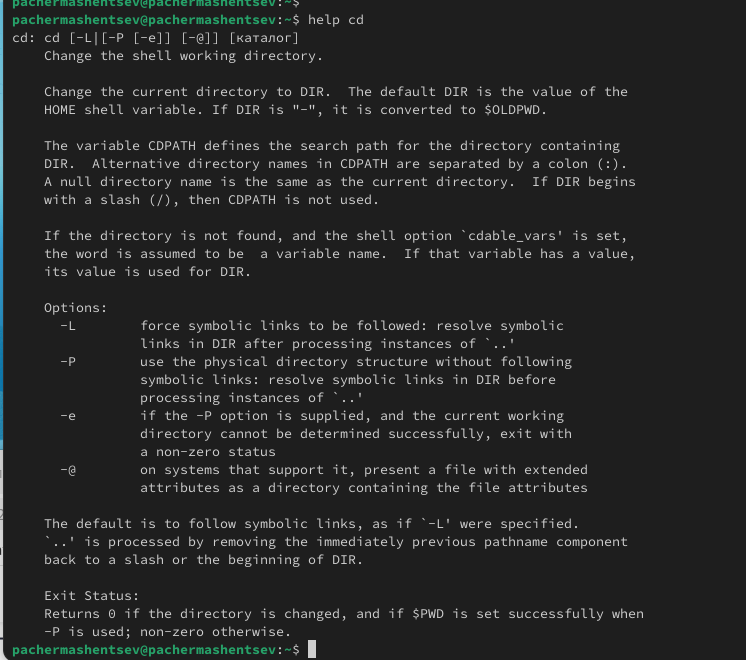 pachermashentsev@pachermashentsev:~$
pachermashentsev@pachermashentsev:~$ help cd
cd: cd [-L|[-P [-e]] [-@]] [каталог]
    Change the shell working directory.

    Change the current directory to DIR.  The default DIR is the value of the
    HOME shell variable. If DIR is "-", it is converted to $OLDPWD.

    The variable CDPATH defines the search path for the directory containing
    DIR.  Alternative directory names in CDPATH are separated by a colon (:).
    A null directory name is the same as the current directory.  If DIR begins
    with a slash (/), then CDPATH is not used.

    If the directory is not found, and the shell option `cdable_vars' is set,
    the word is assumed to be  a variable name.  If that variable has a value,
    its value is used for DIR.

    Options:
      -L        force symbolic links to be followed: resolve symbolic
                links in DIR after processing instances of `..'
      -P        use the physical directory structure without following
                symbolic links: resolve symbolic links in DIR before
                processing instances of `..'
      -e        if the -P option is supplied, and the current working
                directory cannot be determined successfully, exit with
                a non-zero status
      -@        on systems that support it, present a file with extended
                attributes as a directory containing the file attributes

    The default is to follow symbolic links, as if `-L' were specified.
    `..' is processed by removing the immediately previous pathname component
    back to a slash or the beginning of DIR.

    Exit Status:
    Returns 0 if the directory is changed, and if $PWD is set successfully when
    -P is used; non-zero otherwise.
pachermashentsev@pachermashentsev:~$